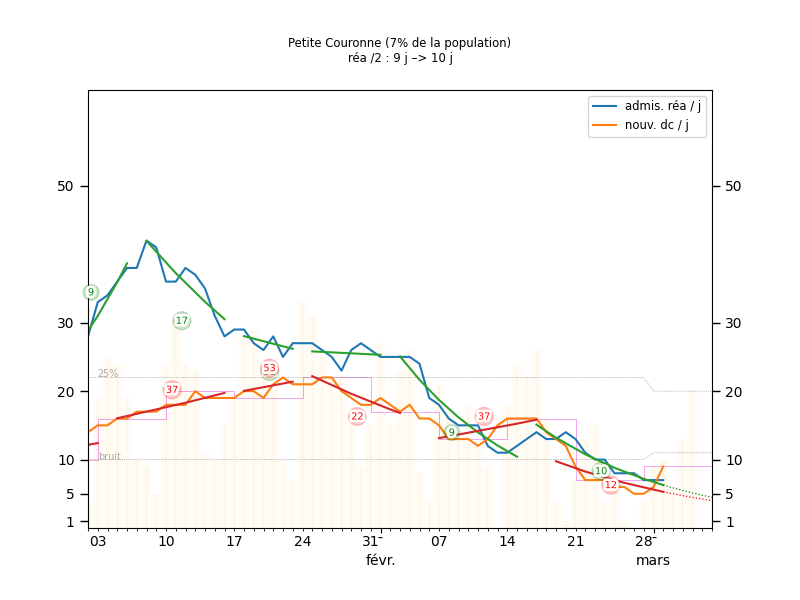 Petite Couronne (7% de la population)
réa /2 : 9 j –> 10 j
admis. réa / j
nouv. dc / j
50 50
9
17
30 30
25%
53
37
20 20
22
37
9
bruit
10 10
10
12
5 5
1 1
03 10 17 24 31 07 14 21 28
févr. mars